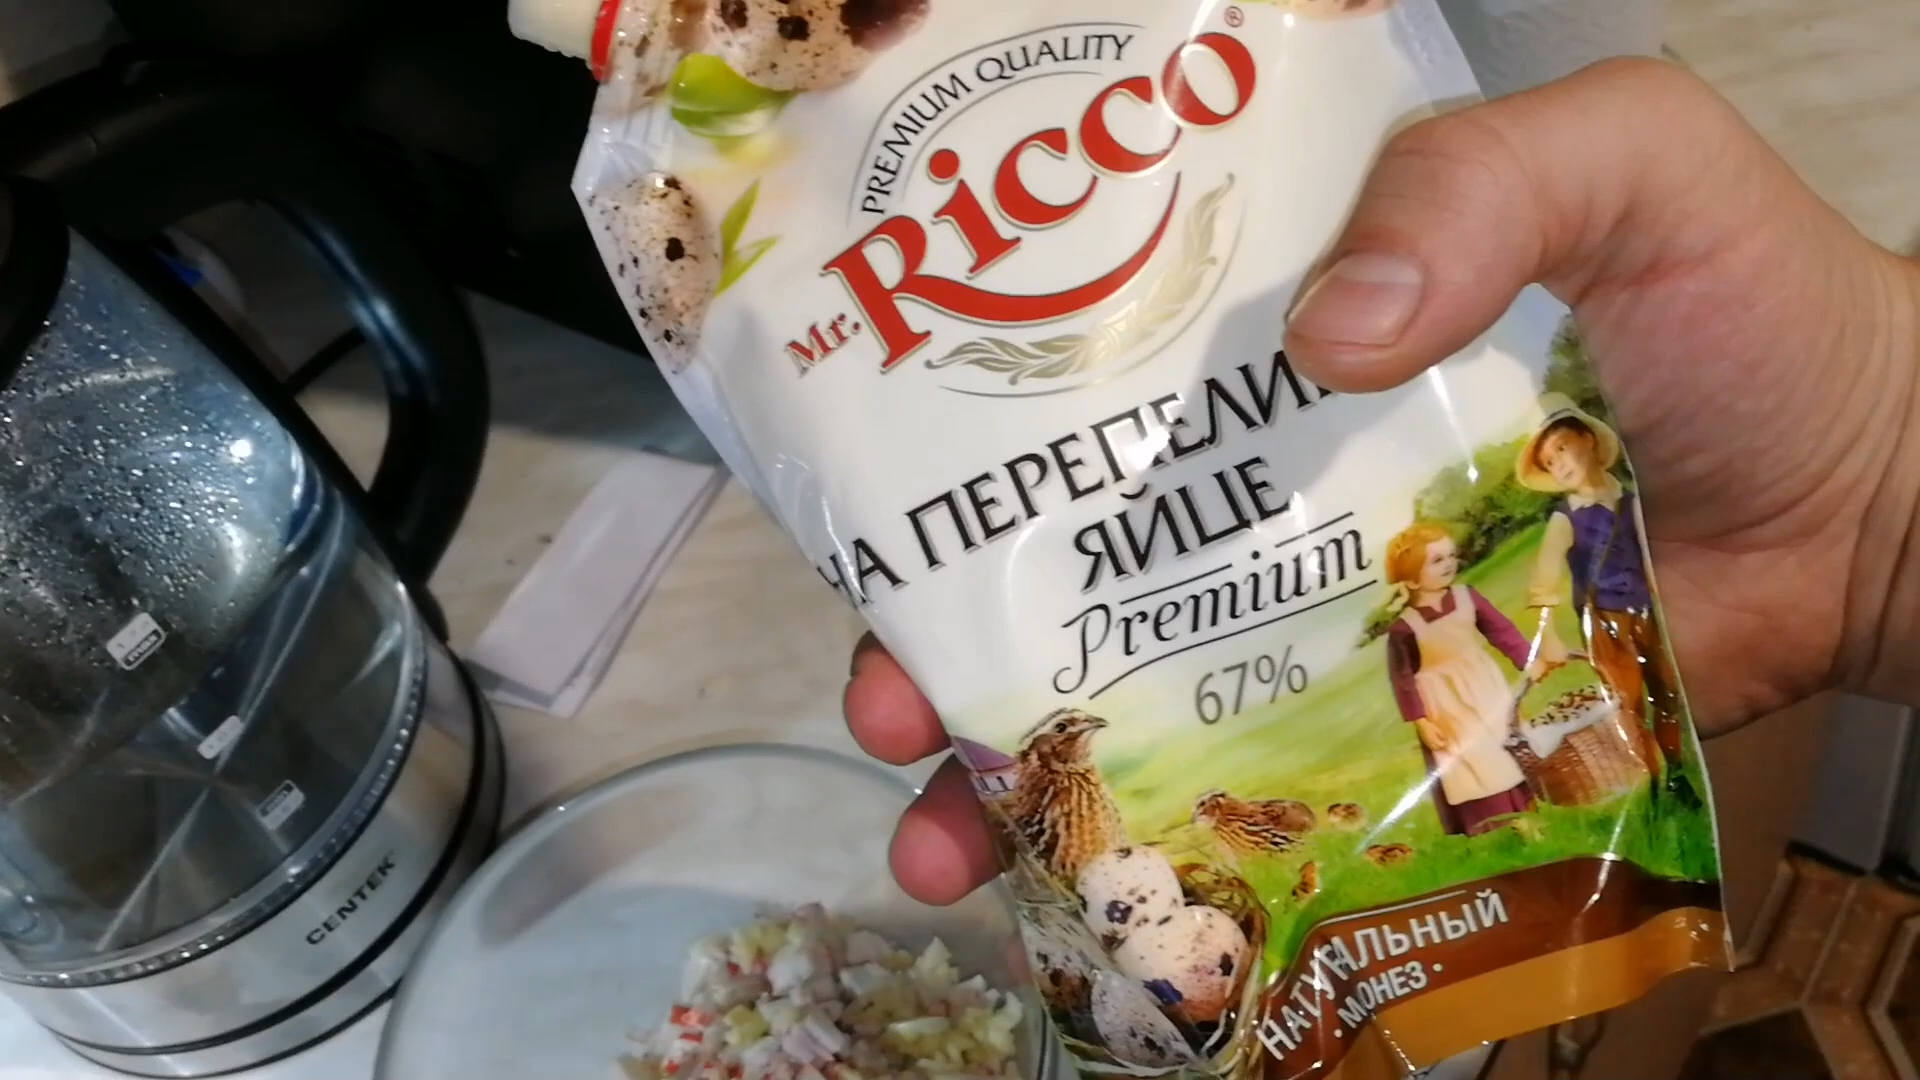 PREMIUM QUALITY
Mr. Ricco®
НА ПЕРЕПЕЛИ
ЯЙЦЕ
Premium
67%
НАТУРАЛЬНЫЙ
МОНЕЗ
CENTEK